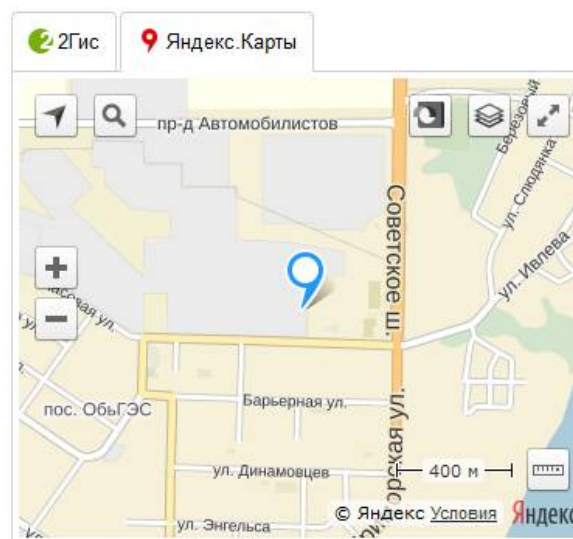 2Гис
Яндекс.Карты
пр-д Автомобилистов
Березовый
ул. Слюдянка
Советское ш.
ул. Ивлева
пос. ОбьГЭС
Барьерная ул.
ул. Динамовцев
400 м
ул. Энгельса
© Яндекс Условия